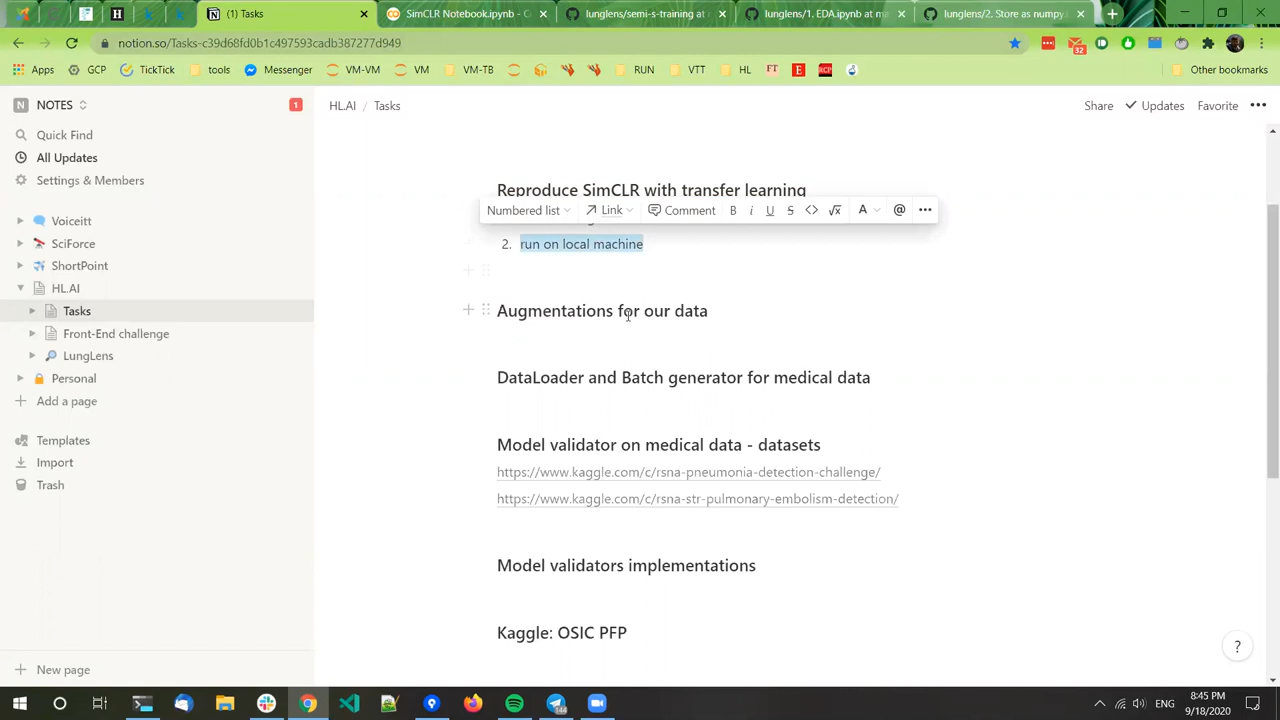 (1) Tasks
SimCLR Notebook.ipynb - C
lunglens/semi-s-training at
lunglens/1. EDA.ipynb at m
lunglens/2. Store as numpy.
notion.so/Tasks-c39d68fd0b1c497593cadb387277d949
32
Apps
GCP
TickTick
tools
Messenger
VM-VM
VM
VM-TB
RUN
VTT
HL
FT
E
RCP
Other bookmarks
N NOTES
1
Quick Find
All Updates
Settings & Members
Voiceitt
SciForce
ShortPoint
HL.AI
Tasks
Front-End challenge
LungLens
Personal
Add a page
Templates
Import
Trash
New page
HL.AI / Tasks
Share
Updates
Favorite
Reproduce SimCLR with transfer learning
Numbered list Link Comment B i U S <> √x A @
2. run on local machine
Augmentations for our data
DataLoader and Batch generator for medical data
Model validator on medical data - datasets
https://www.kaggle.com/c/rsna-pneumonia-detection-challenge/
https://www.kaggle.com/c/rsna-str-pulmonary-embolism-detection/
Model validators implementations
Kaggle: OSIC PFP
?
144
ENG
8:45 PM
9/18/2020